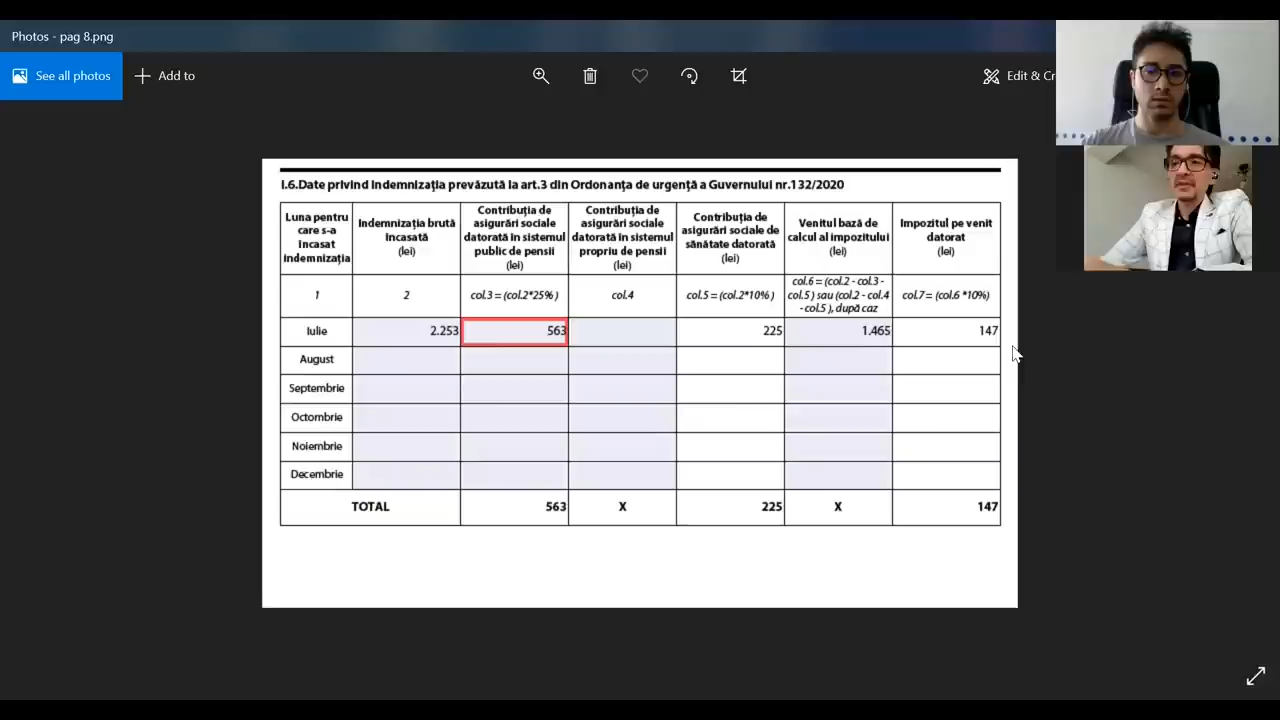 Photos - pag 8.png
See all photos
Add to
Edit & Cr
I.6.Date privind indemnizația prevăzută la art.3 din Ordonanța de urgență a Guvernului nr.132/2020
Luna pentru
care s-a
încasat
indemnizația
Indemnizația brută
încasată
(lei)
Contribuția de
asigurări sociale
datorată în sistemul
public de pensii
(lei)
Contribuția de
asigurări sociale
datorată în sistemul
propriu de pensii
(lei)
Contribuția de
asigurări sociale de
sănătate datorată
(lei)
Venitul bază de
calcul al impozitului
(lei)
Impozitul pe venit
datorat
(lei)
1
2
col.3 = (col.2*25%)
col.4
col.5 = (col.2*10%)
col.6 = (col.2 - col.3 -
col.5) sau (col.2 - col.4
- col.5), după caz
col.7 = (col.6 *10%)
Iulie 2.253 563 225 1.465 147
August
Septembrie
Octombrie
Noiembrie
Decembrie
TOTAL 563 X 225 X 147